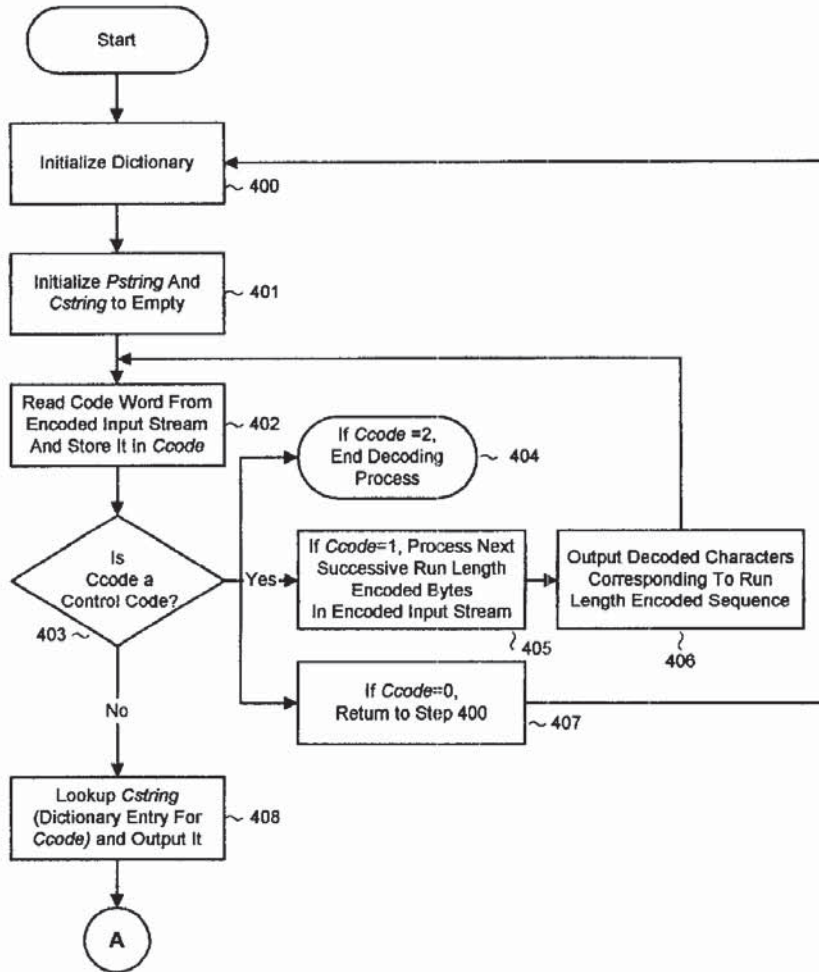 Start
Initialize Dictionary
400
Initialize Pstring And
Cstring to Empty
401
Read Code Word From
Encoded Input Stream
And Store It in Ccode
402
If Ccode =2,
End Decoding
Process
404
Is
Ccode a
Control Code?
403
Yes
If Ccode=1, Process Next
Successive Run Length
Encoded Bytes
In Encoded Input Stream
405
Output Decoded Characters
Corresponding To Run
Length Encoded Sequence
406
If Ccode=0,
Return to Step 400
407
No
Lookup Cstring
(Dictionary Entry For
Ccode) and Output It
408
A